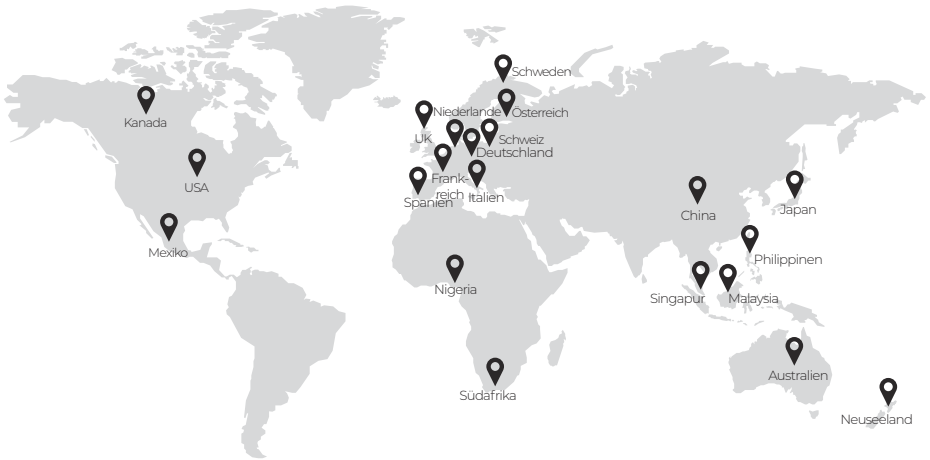 Schweden
Niederlande
Österreich
Kanada
UK
Schweiz
Deutschland
USA
Frank-
reich
Italien
Spanien
China
Japan
Mexiko
Philippinen
Nigeria
Singapur
Malaysia
Australien
Südafrika
Neuseeland